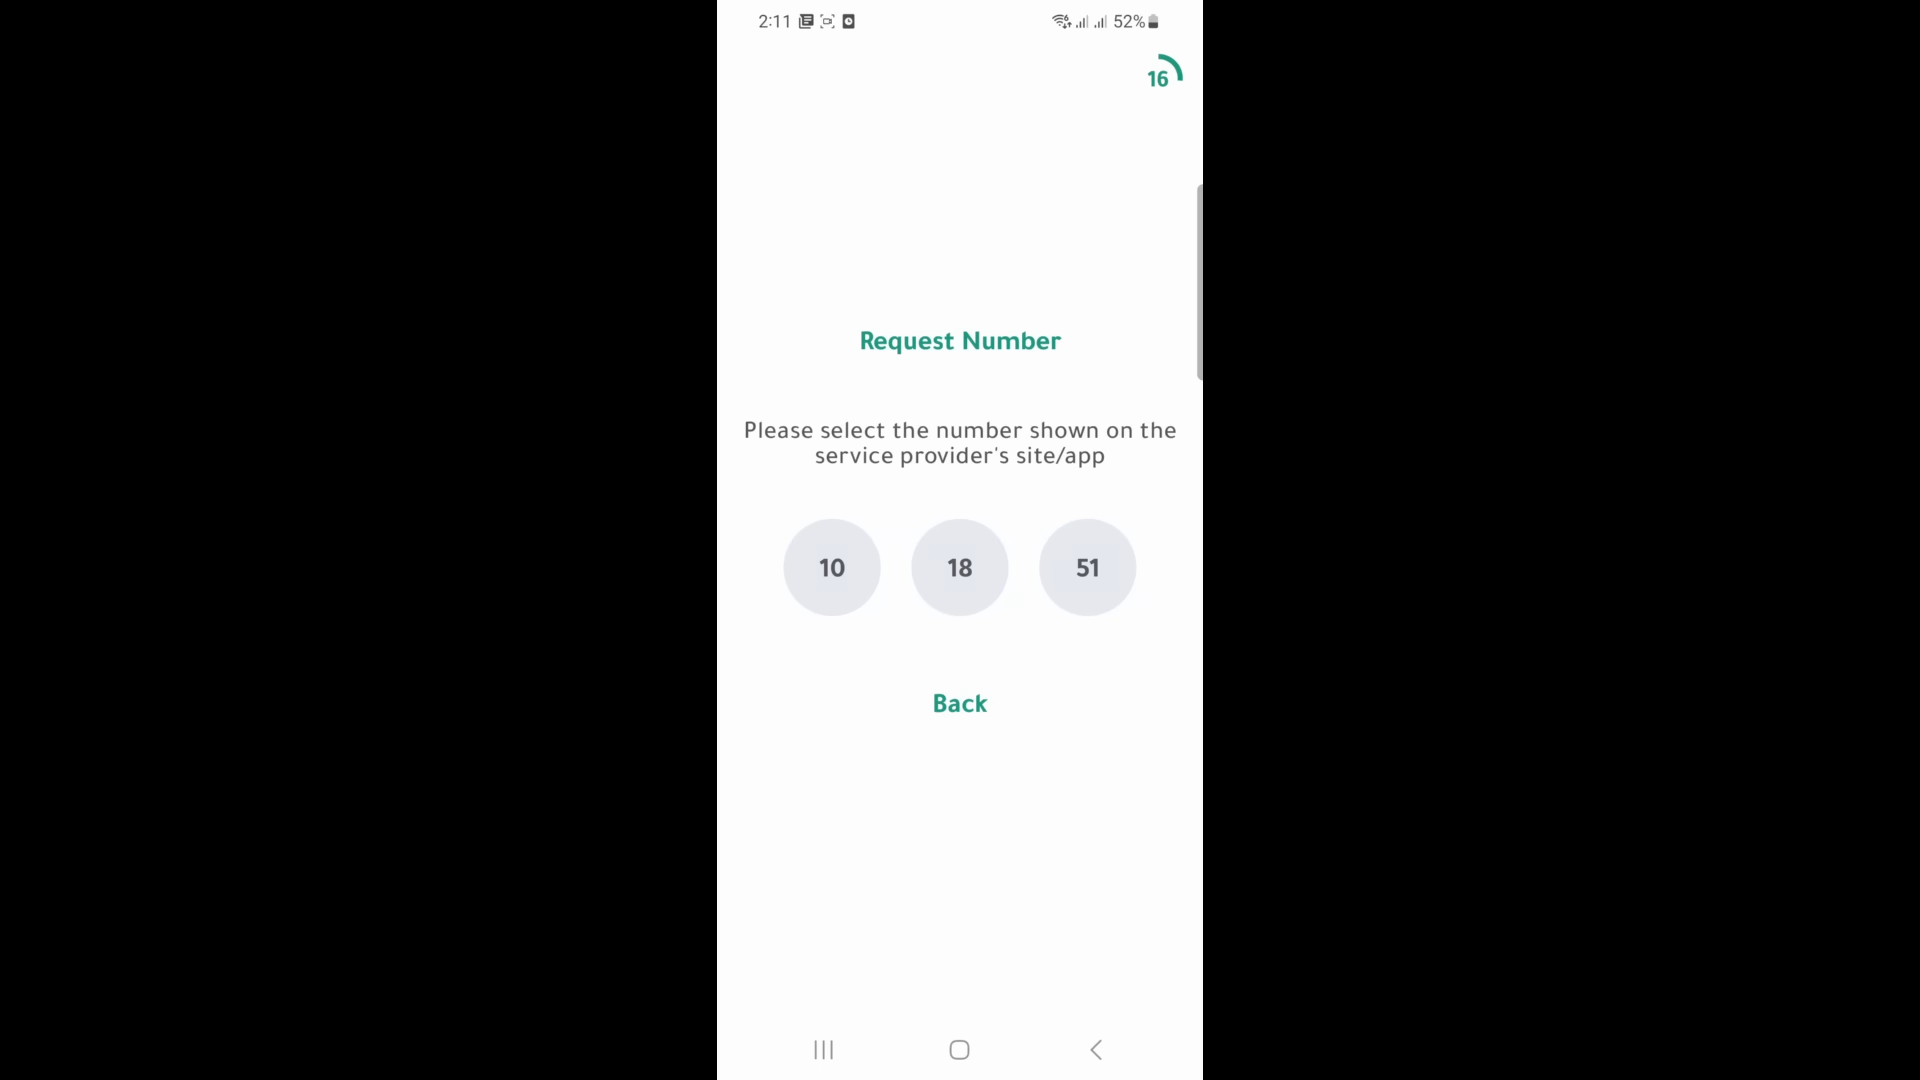 2:11
52%
16
Request Number
Please select the number shown on the
service provider's site/app
10 18 51
Back